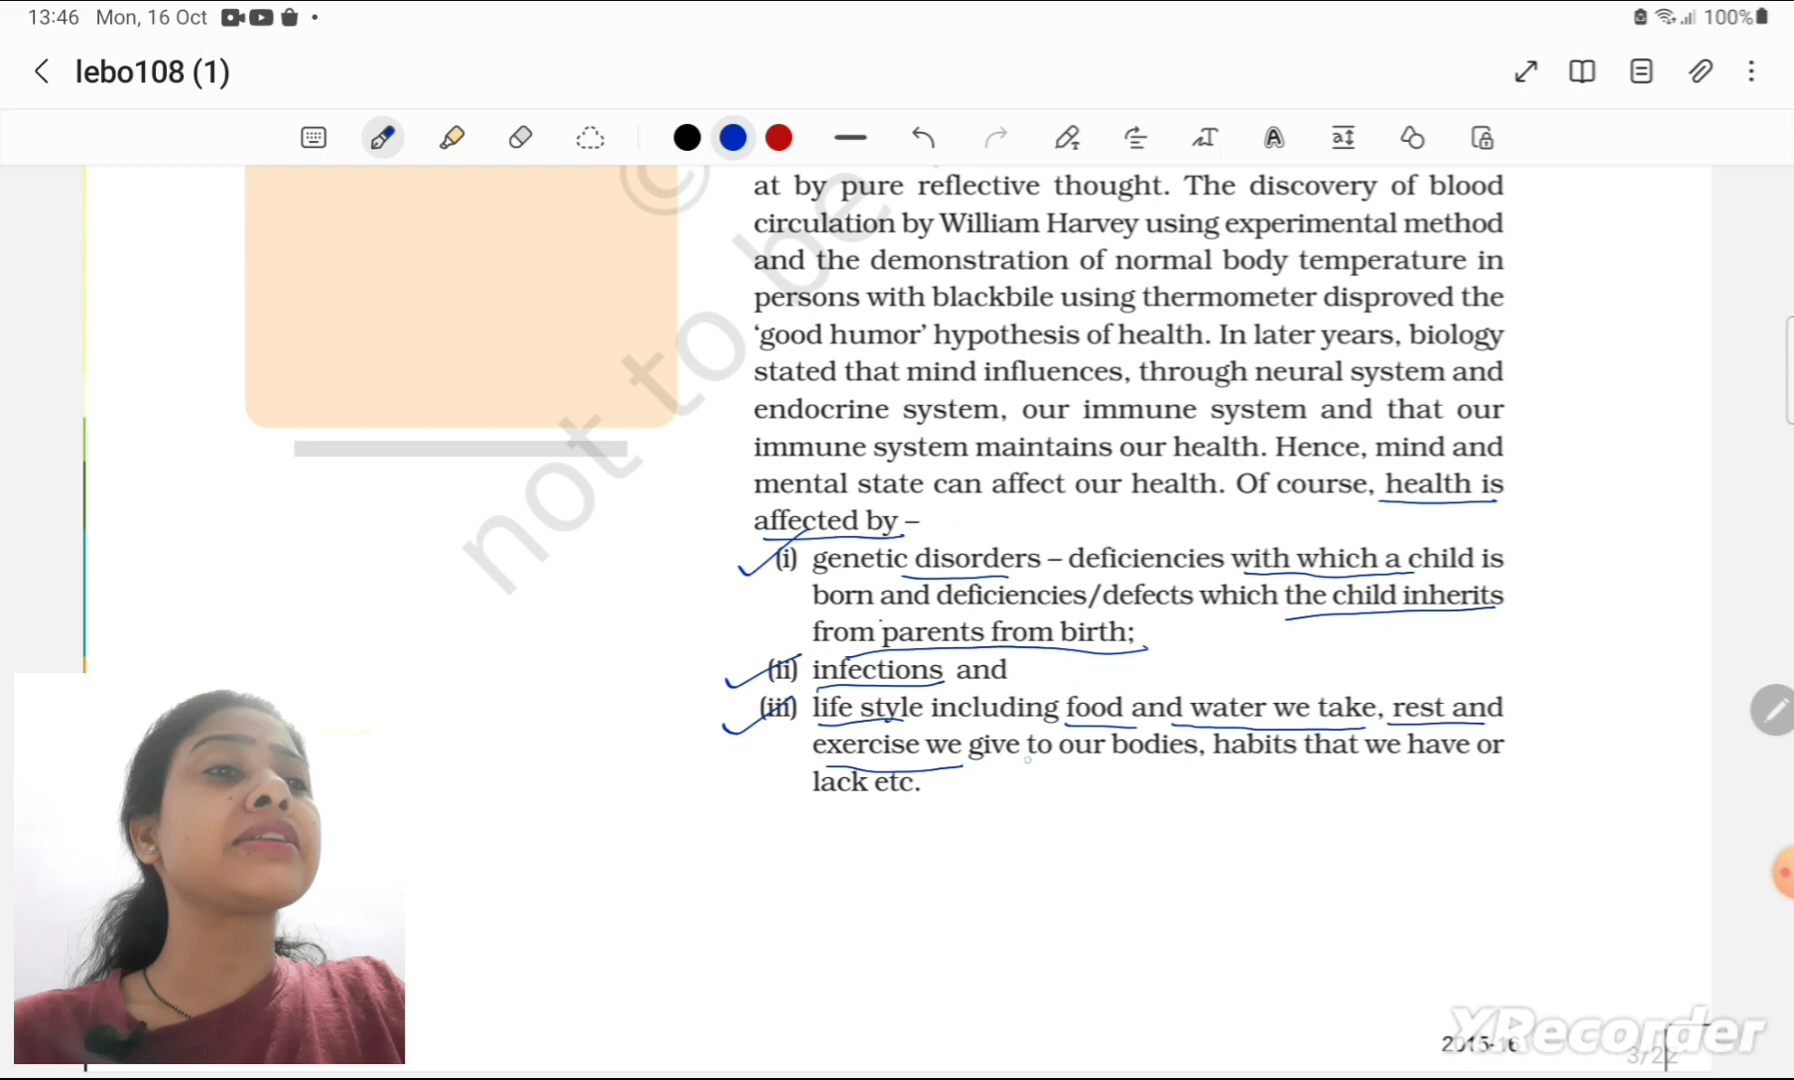 13:46 Mon, 16 Oct
100%
lebo108 (1)
at by pure reflective thought. The discovery of blood
circulation by William Harvey using experimental method
and the demonstration of normal body temperature in
persons with blackbile using thermometer disproved the
‘good humor’ hypothesis of health. In later years, biology
stated that mind influences, through neural system and
endocrine system, our immune system and that our
immune system maintains our health. Hence, mind and
mental state can affect our health. Of course, health is
affected by –
(i) genetic disorders – deficiencies with which a child is
born and deficiencies/defects which the child inherits
from parents from birth;
(ii) infections and
(iii) life style including food and water we take, rest and
exercise we give to our bodies, habits that we have or
lack etc.
© not to be
XRecorder
2015-16
3/22